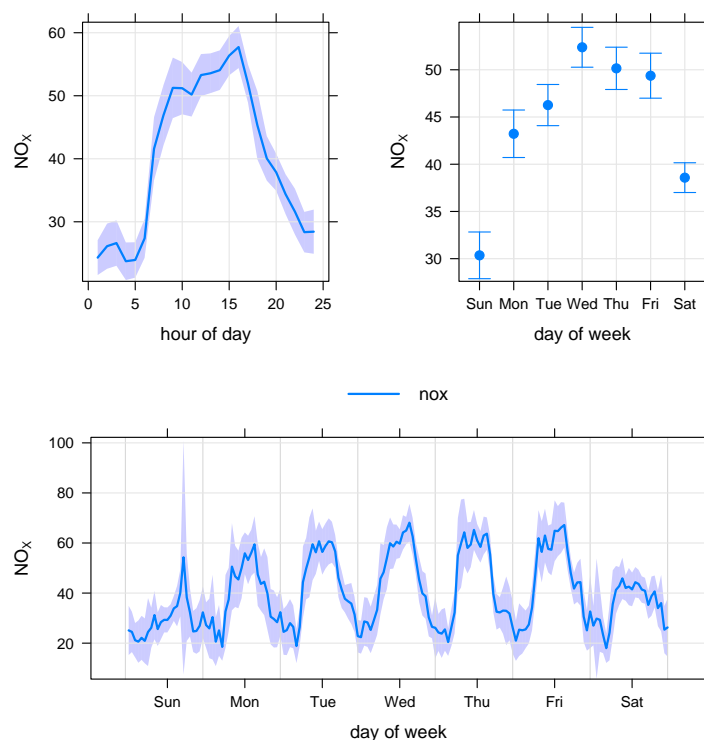 60
50
40
30
NOX
0 5 10 15 20 25
hour of day
50
45
40
35
30
NOX
Sun Mon Tue Wed Thu Fri Sat
day of week
nox
100
80
60
40
20
NOX
Sun Mon Tue Wed Thu Fri Sat
day of week